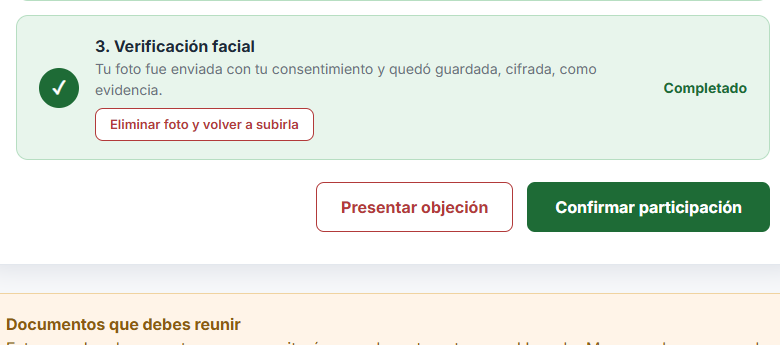 3. Verificación facial
Tu foto fue enviada con tu consentimiento y quedó guardada, cifrada, como
evidencia.
Completado
Eliminar foto y volver a subirla
Presentar objeción
Confirmar participación
Documentos que debes reunir